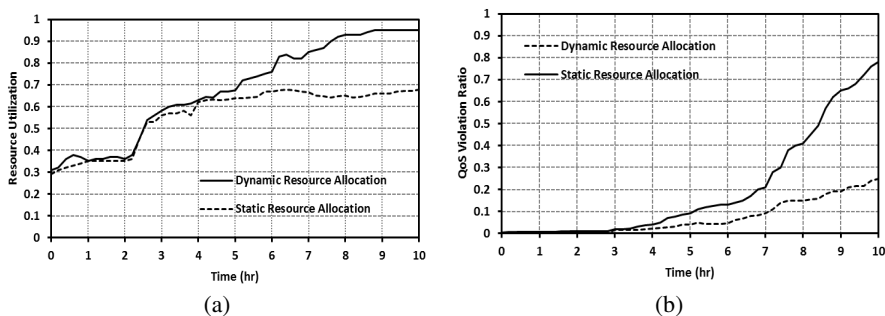 1
0.9
0.8
0.7
0.6
0.5
0.4
0.3
0.2
0.1
0
Resource Utilization
Dynamic Resource Allocation
Static Resource Allocation
0 1 2 3 4 5 6 7 8 9 10
Time (hr)
(a)
1
0.9
0.8
0.7
0.6
0.5
0.4
0.3
0.2
0.1
0
QoS Violation Ratio
Dynamic Resource Allocation
Static Resource Allocation
0 1 2 3 4 5 6 7 8 9 10
Time (hr)
(b)